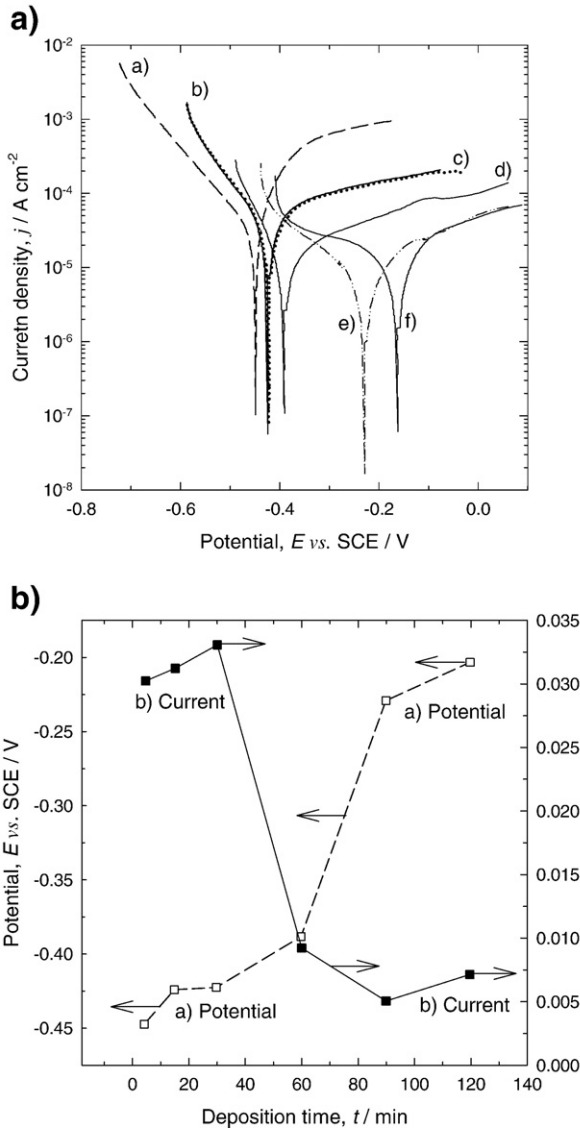 a)
10⁻²
10⁻³
10⁻⁴
10⁻⁵
10⁻⁶
10⁻⁷
10⁻⁸
Curretn density, j / A cm⁻²
a)
b)
c)
d)
e)
f)
-0.8 -0.6 -0.4 -0.2 0.0
Potential, E vs. SCE / V
b)
-0.20
-0.25
-0.30
-0.35
-0.40
-0.45
Potential, E vs. SCE / V
b) Current
a) Potential
a) Potential
b) Current
0.035
0.030
0.025
0.020
0.015
0.010
0.005
0.000
0 20 40 60 80 100 120 140
Deposition time, t / min